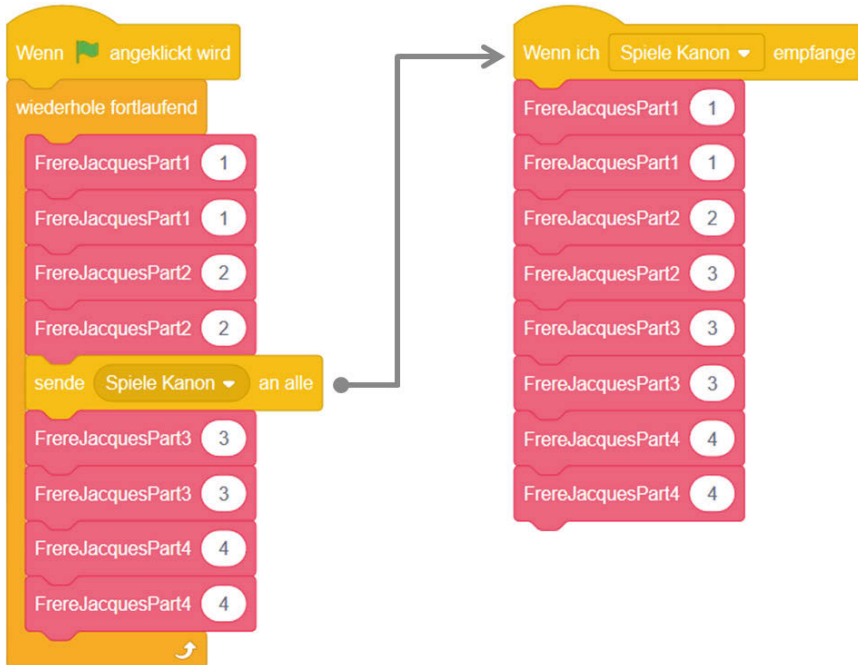 Wenn angeklickt wird
wiederhole fortlaufend
FrereJacquesPart1 1
FrereJacquesPart1 1
FrereJacquesPart2 2
FrereJacquesPart2 2
sende Spiele Kanon an alle
FrereJacquesPart3 3
FrereJacquesPart3 3
FrereJacquesPart4 4
FrereJacquesPart4 4
Wenn ich Spiele Kanon empfange
FrereJacquesPart1 1
FrereJacquesPart1 1
FrereJacquesPart2 2
FrereJacquesPart2 3
FrereJacquesPart3 3
FrereJacquesPart3 3
FrereJacquesPart4 4
FrereJacquesPart4 4